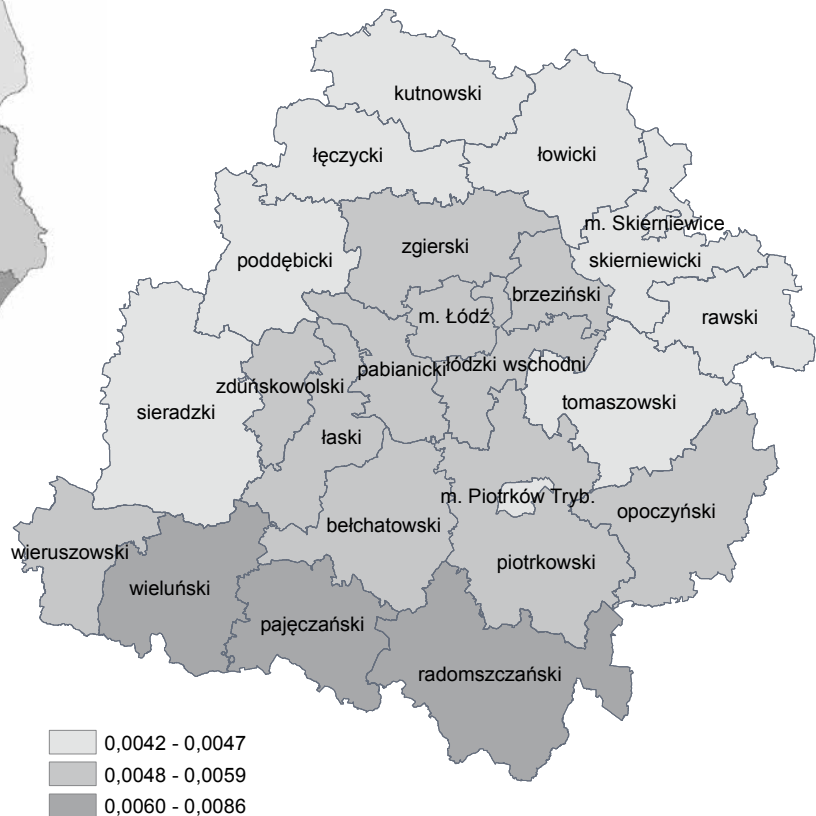 kutnowski
łęczycki
łowicki
m. Skierniewice
zgierski
poddębicki
skierniewicki
brzeziński
m. Łódź
rawski
łódzki wschodni
pabianicki
zduńskowolski
tomaszowski
sieradzki
łaski
m. Piotrków Tryb.
opoczyński
bełchatowski
wieruszowski
piotrkowski
wieluński
pajęczański
radomszczański
0,0042 - 0,0047
0,0048 - 0,0059
0,0060 - 0,0086